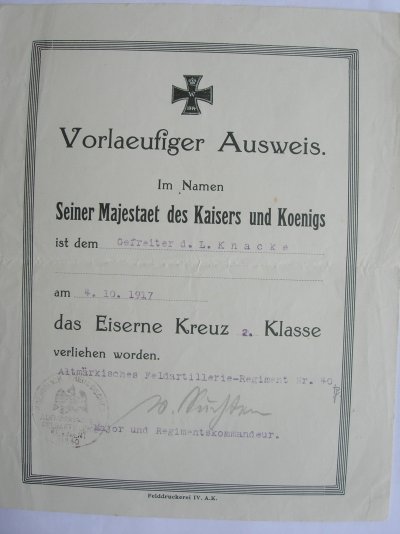 W
1914
Vorlaeufiger Ausweis.
Im Namen
Seiner Majestaet des Kaisers und Koenigs
ist dem Gefreiter d. L. Knacke
am 4. 10. 1917
das Eiserne Kreuz 2. Klasse
verliehen worden.
Altmärkisches Feldartillerie-Regiment Nr. 40
Major und Regimentskommandeur.
Felddruckerei IV. A.K.